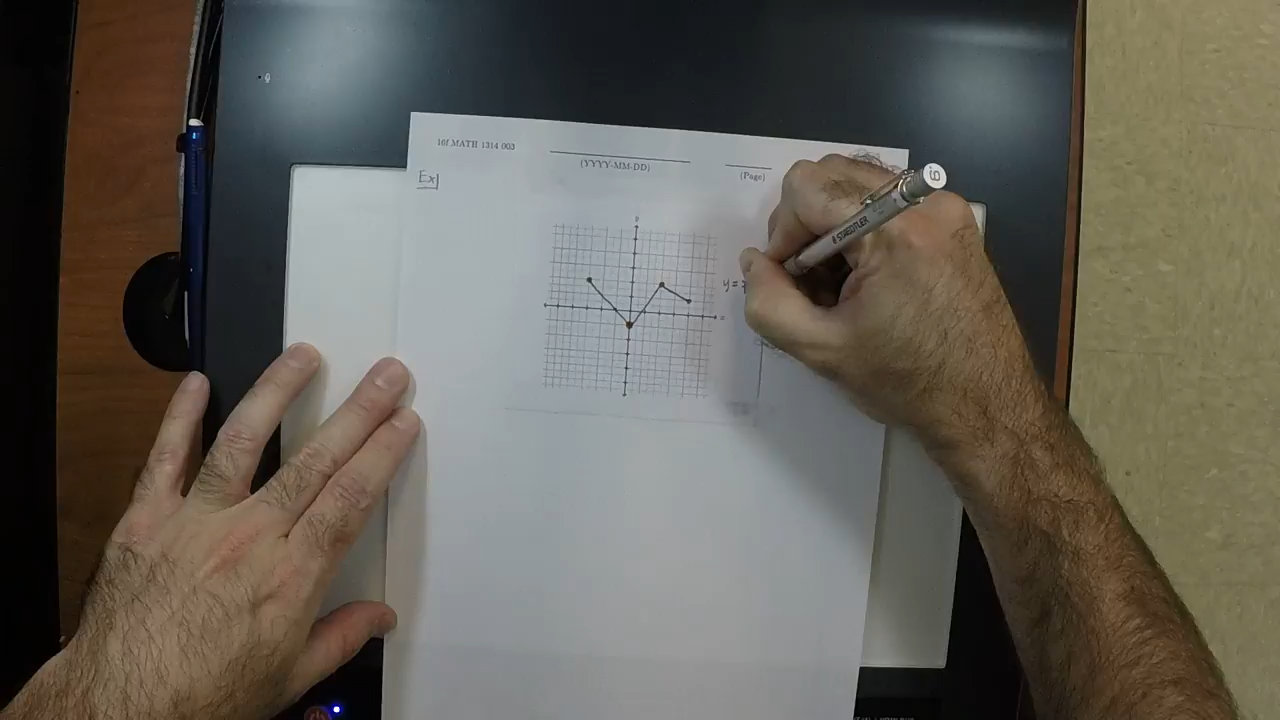 16f MATH 1314 003
(YYYY-MM-DD)
(Page)
Ex
y =
STAEDTLER